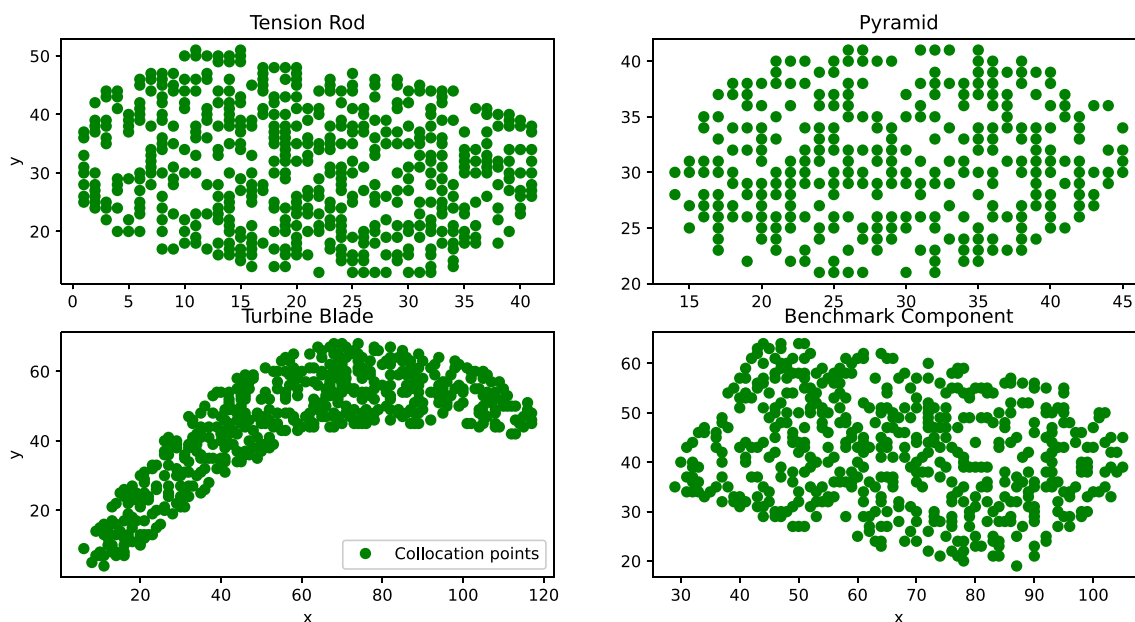 Tension Rod
50
40
30
20
y
0 5 10 15 20 25 30 35 40
Pyramid
40
35
30
25
20
15 20 25 30 35 40 45
Turbine Blade
60
40
20
y
20 40 60 80 100 120
x
Collocation points
Benchmark Component
60
50
40
30
20
30 40 50 60 70 80 90 100
x